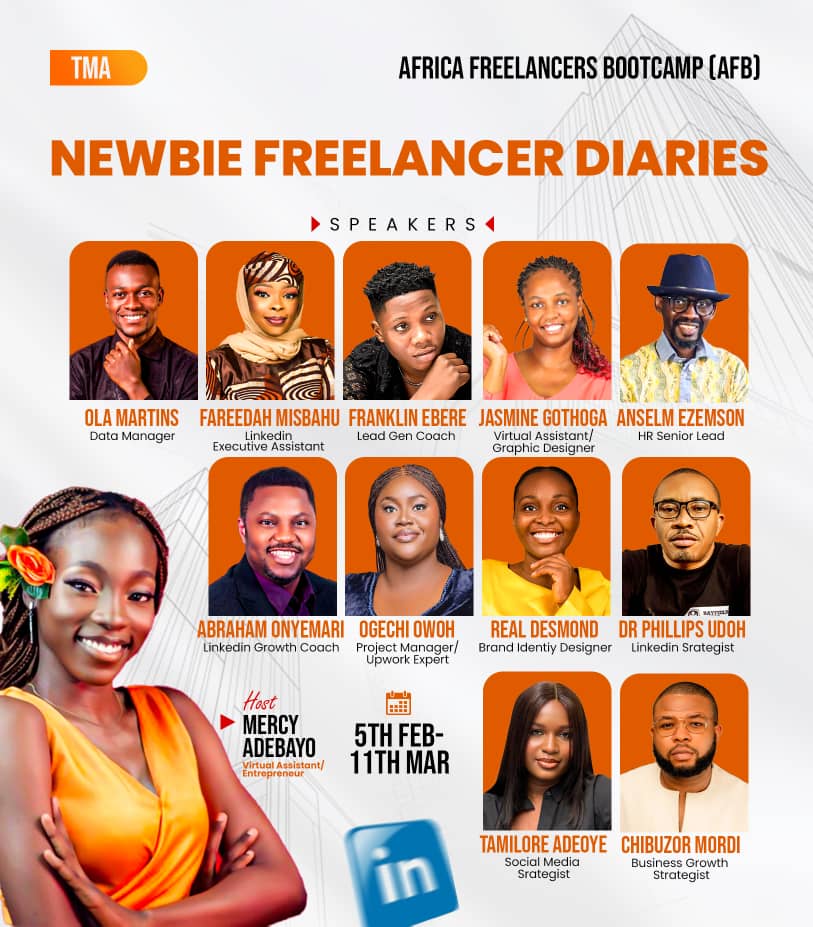 TMA
AFRICA FREELANCERS BOOTCAMP (AFB)
NEWBIE FREELANCER DIARIES
SPEAKERS
OLA MARTINS
Data Manager
FAREEDAH MISBAHU
Linkedin
Executive Assistant
FRANKLIN EBERE
Lead Gen Coach
JASMINE GOTHOGA
Virtual Assistant/
Graphic Designer
ANSELM EZEMSON
HR Senior Lead
ABRAHAM ONYEMARI
Linkedin Growth Coach
OGECHI OWOH
Project Manager/
Upwork Expert
REAL DESMOND
Brand Identiy Designer
DR PHILLIPS UDOH
Linkedin Srategist
Host
MERCY
ADEBAYO
Virtual Assistant/
Entrepreneur
5TH FEB-
11TH MAR
TAMILORE ADEOYE
Social Media
Srategist
CHIBUZOR MORDI
Business Growth
Strategist
in